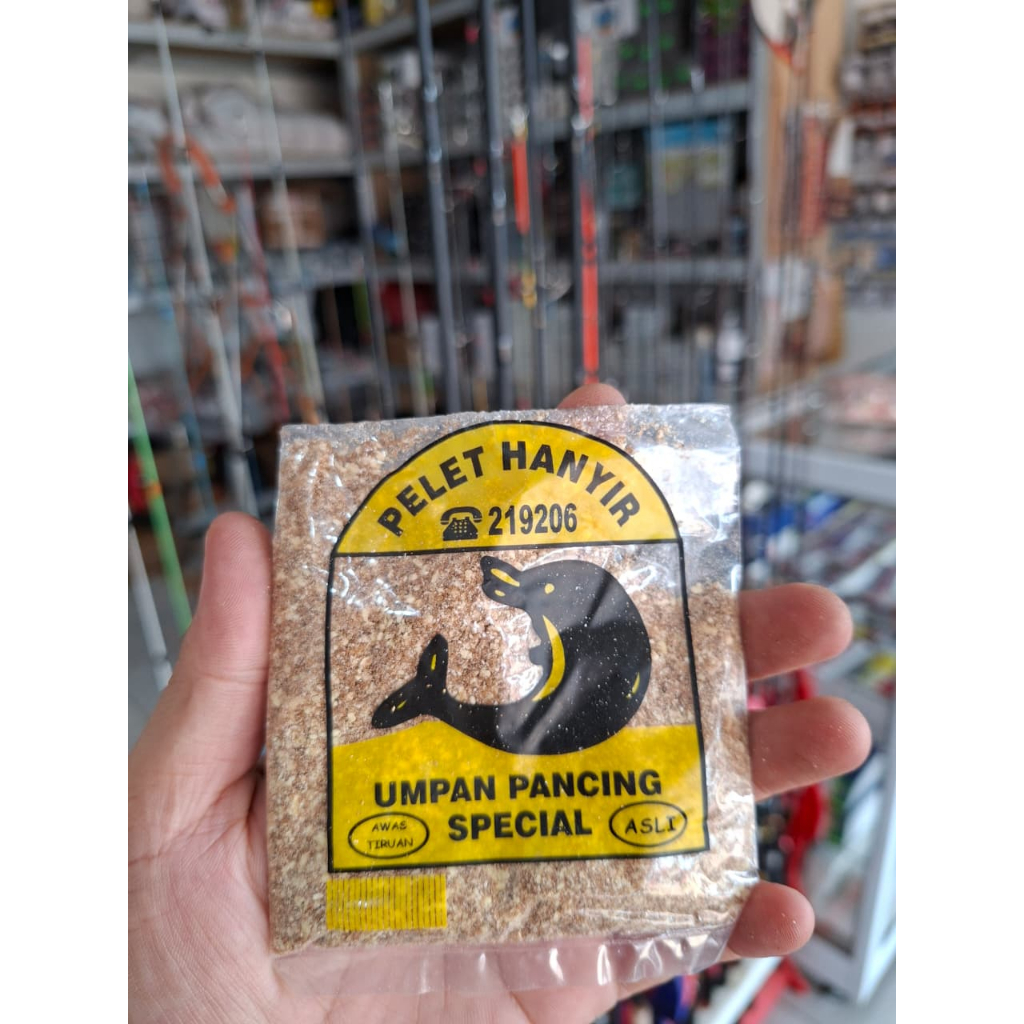 PELET HANYIR
219206
UMPAN PANCING
SPECIAL
AWAS
TIRUAN
ASLI